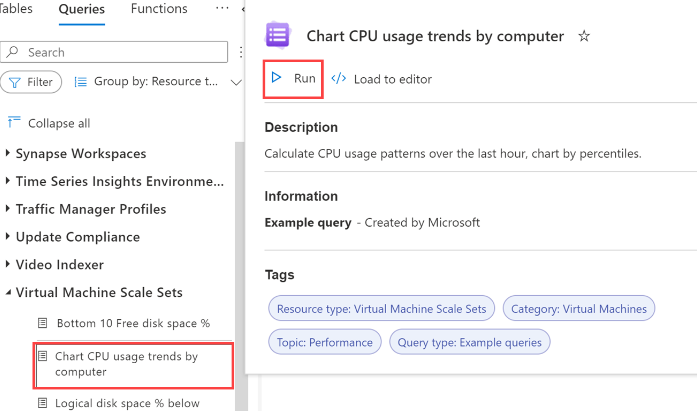 Tables
Queries
Functions
Search
Filter
Group by: Resource t...
Collapse all
Synapse Workspaces
Time Series Insights Environme...
Traffic Manager Profiles
Update Compliance
Video Indexer
Virtual Machine Scale Sets
Bottom 10 Free disk space %
Chart CPU usage trends by
computer
Logical disk space % below
Chart CPU usage trends by computer
Run
</> Load to editor
Description
Calculate CPU usage patterns over the last hour, chart by percentiles.
Information
Example query - Created by Microsoft
Tags
Resource type: Virtual Machine Scale Sets
Category: Virtual Machines
Topic: Performance
Query type: Example queries